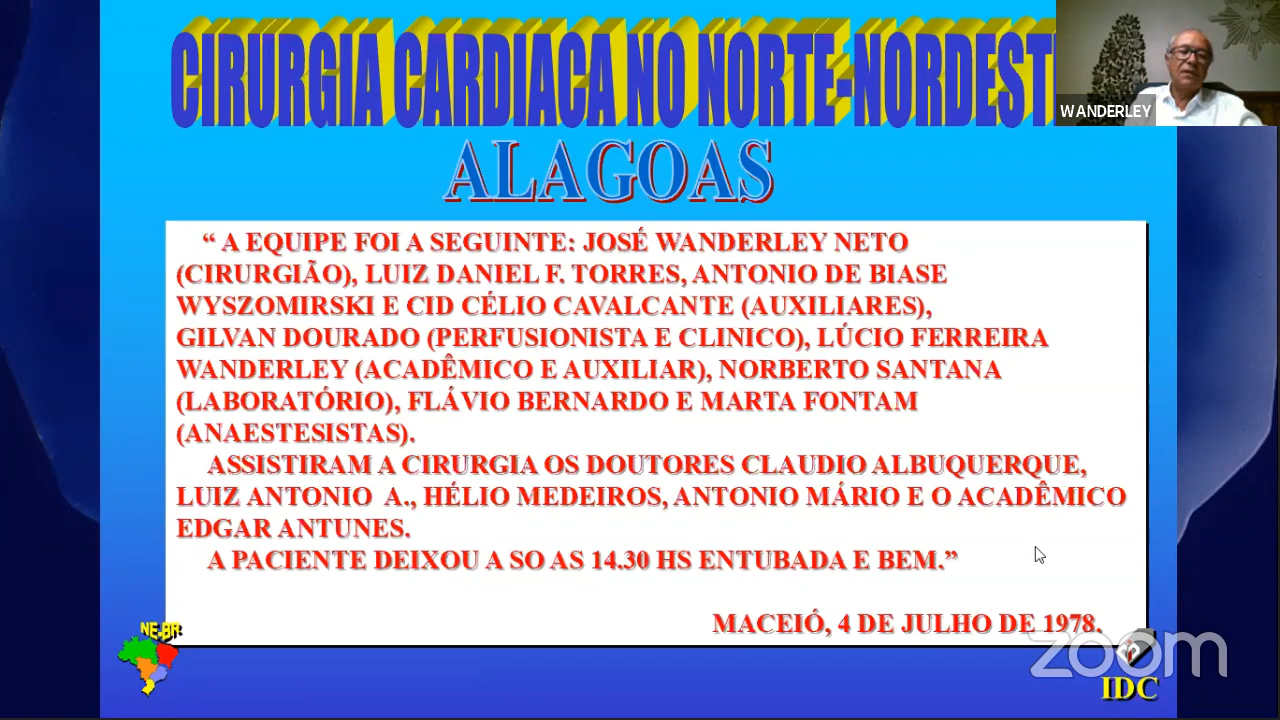 CIRURGIA CARDIACA NO NORTE-NORDEST
WANDERLEY
ALAGOAS
“ A EQUIPE FOI A SEGUINTE: JOSÉ WANDERLEY NETO
(CIRURGIÃO), LUIZ DANIEL F. TORRES, ANTONIO DE BIASE
WYSZOMIRSKI E CID CÉLIO CAVALCANTE (AUXILIARES),
GILVAN DOURADO (PERFUSIONISTA E CLINICO), LÚCIO FERREIRA
WANDERLEY (ACADÊMICO E AUXILIAR), NORBERTO SANTANA
(LABORATÓRIO), FLÁVIO BERNARDO E MARTA FONTAM
(ANAESTESISTAS).
ASSISTIRAM A CIRURGIA OS DOUTORES CLAUDIO ALBUQUERQUE,
LUIZ ANTONIO A., HÉLIO MEDEIROS, ANTONIO MÁRIO E O ACADÊMICO
EDGAR ANTUNES.
A PACIENTE DEIXOU A SO AS 14.30 HS ENTUBADA E BEM.”
MACEIÓ, 4 DE JULHO DE 1978.
NE.BR.
zoom
IDC